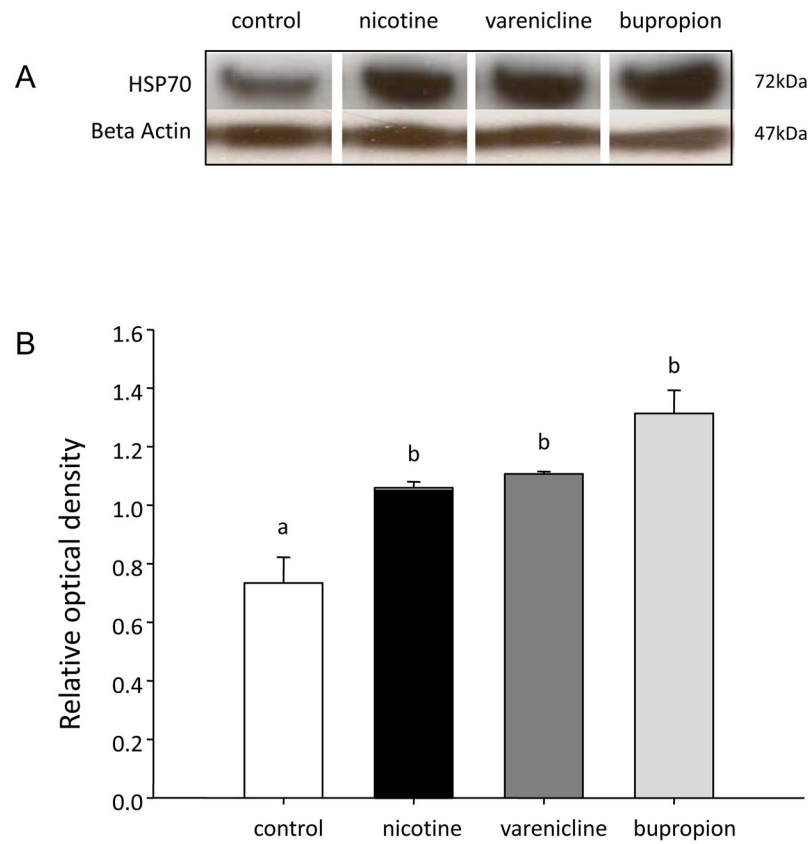 control nicotine varenicline bupropion
A
HSP70 72kDa
Beta Actin 47kDa
B
1.6
1.4
1.2
1.0
0.8
0.6
0.4
0.2
0.0
Relative optical density
a b b b
control nicotine varenicline bupropion